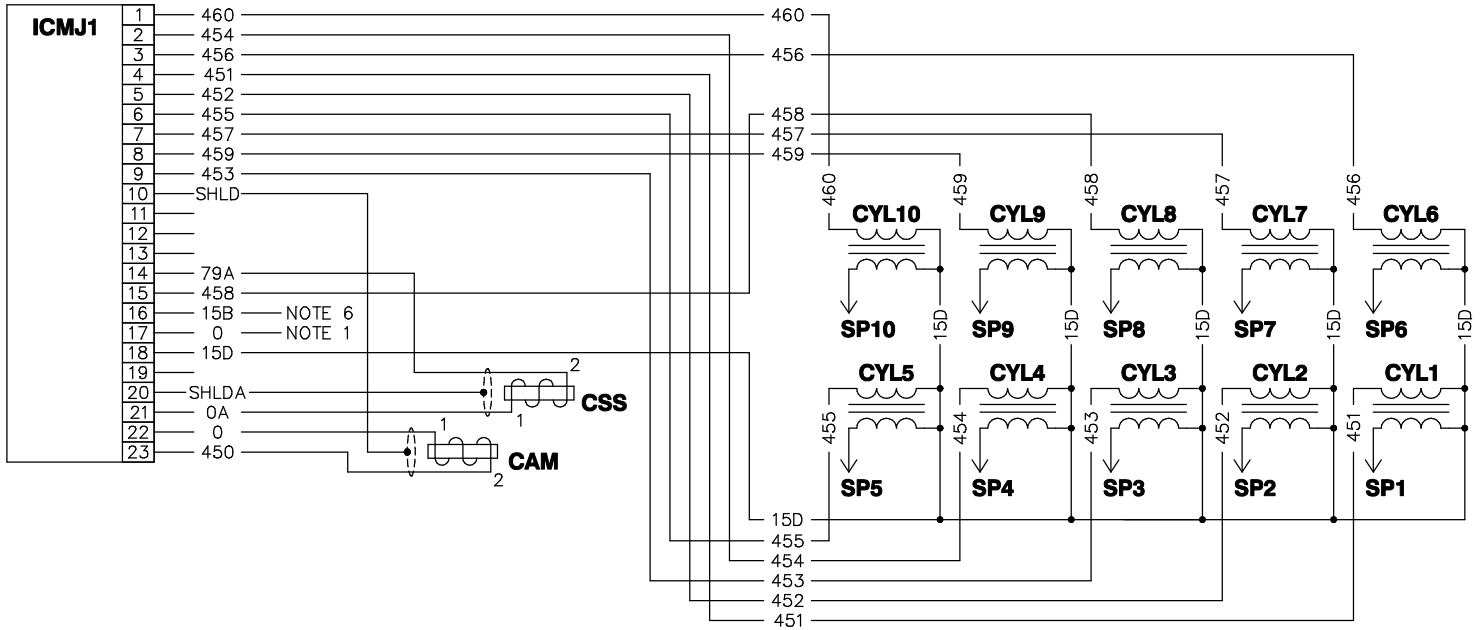 ICMJ1
1 460 460
2 454
3 456 456
4 451
5 452
6 455 458
7 457 457
8 459 459
9 453
10 SHLD
11
12
13
14 79A
15 458
16 15B NOTE 6
17 0 NOTE 1
18 15D
19
20 SHLDA
21 0A
22 0
23 450
2
CSS
1
1
CAM
2
460 459 458 457 456
CYL10 CYL9 CYL8 CYL7 CYL6
SP10 SP9 SP8 SP7 SP6
15D 15D 15D 15D 15D
CYL5 CYL4 CYL3 CYL2 CYL1
455 454 453 452 451
SP5 SP4 SP3 SP2 SP1
15D
455
454
453
452
451